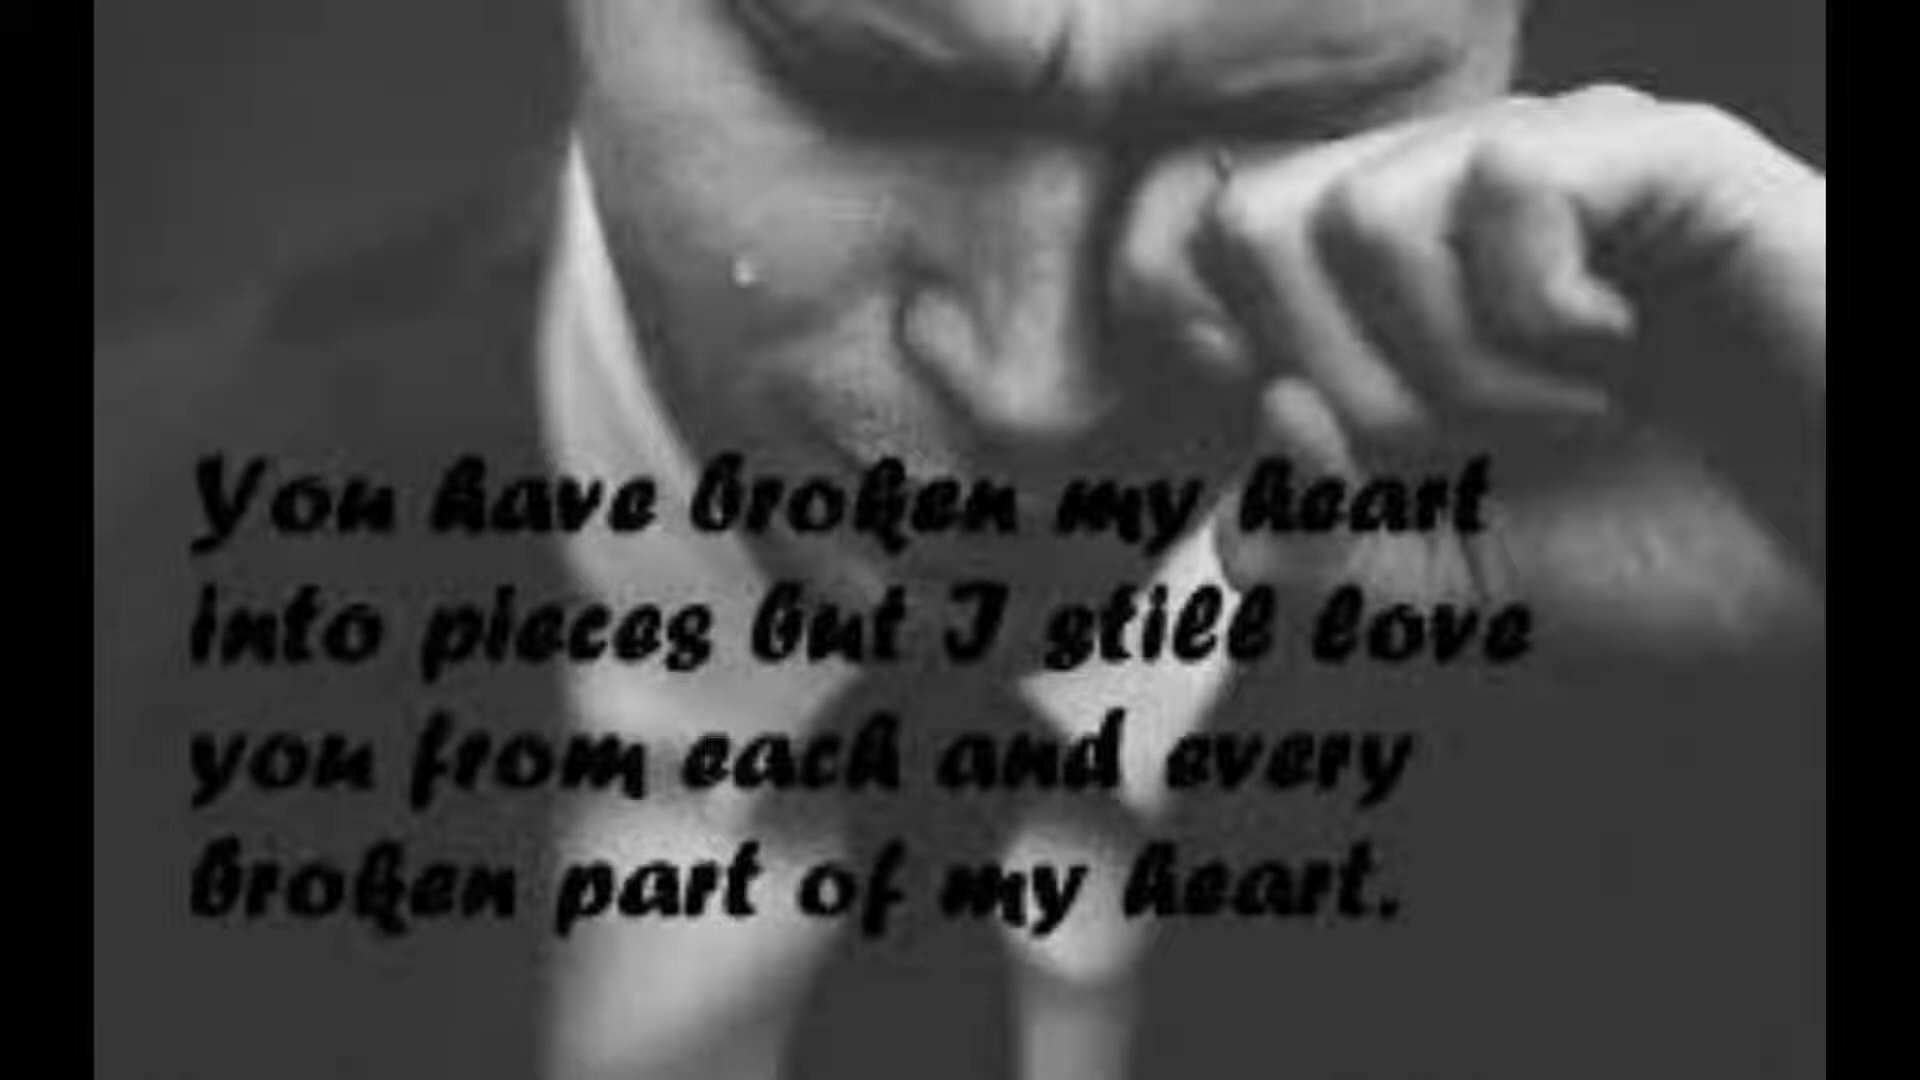 You have broken my heart
into pieces but I still love
you from each and every
broken part of my heart.